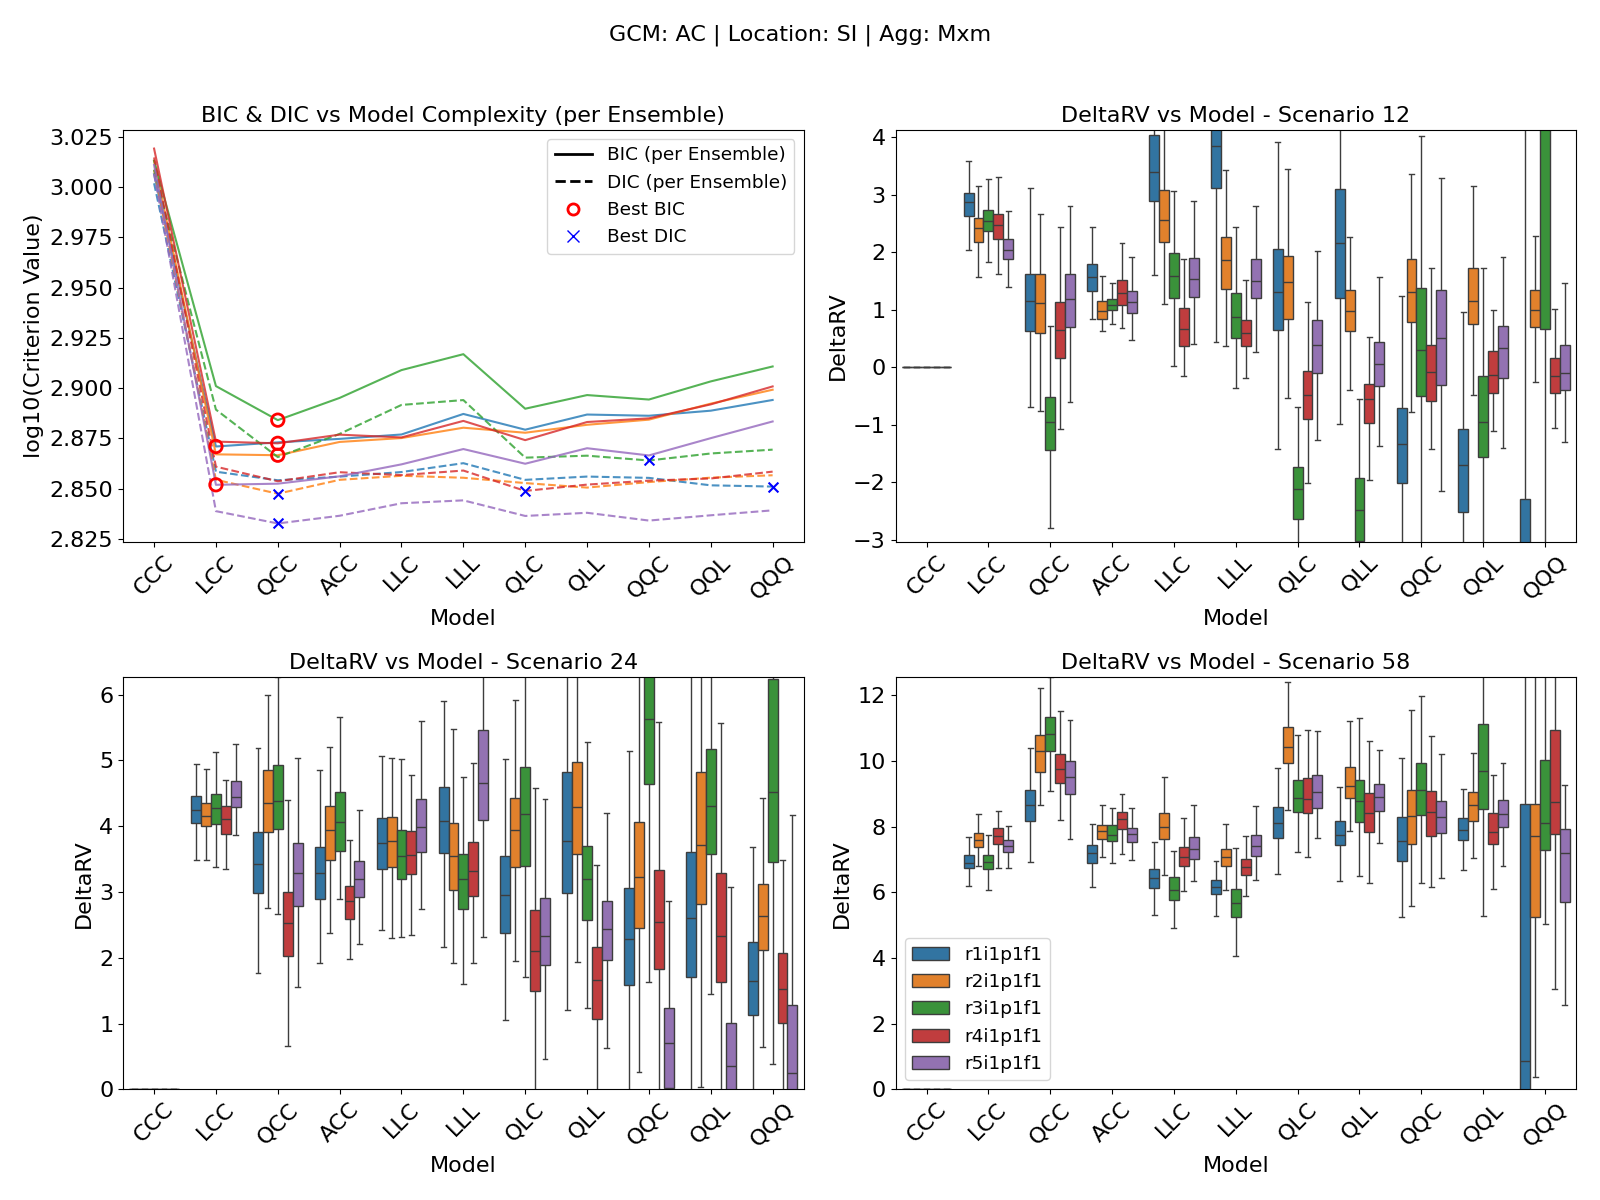 GCM: AC | Location: SI | Agg: Mxm
BIC & DIC vs Model Complexity (per Ensemble)
log10(Criterion Value)
3.025
3.000
2.975
2.950
2.925
2.900
2.875
2.850
2.825
BIC (per Ensemble)
DIC (per Ensemble)
Best BIC
Best DIC
CCC LCC QCC ACC LLC LLL QLC QLL QQC QQL QQQ
Model
DeltaRV vs Model - Scenario 12
DeltaRV
4
3
2
1
0
−1
−2
−3
CCC LCC QCC ACC LLC LLL QLC QLL QQC QQL QQQ
Model
DeltaRV vs Model - Scenario 24
DeltaRV
6
5
4
3
2
1
0
CCC LCC QCC ACC LLC LLL QLC QLL QQC QQL QQQ
Model
DeltaRV vs Model - Scenario 58
DeltaRV
12
10
8
6
4
2
0
r1i1p1f1
r2i1p1f1
r3i1p1f1
r4i1p1f1
r5i1p1f1
CCC LCC QCC ACC LLC LLL QLC QLL QQC QQL QQQ
Model